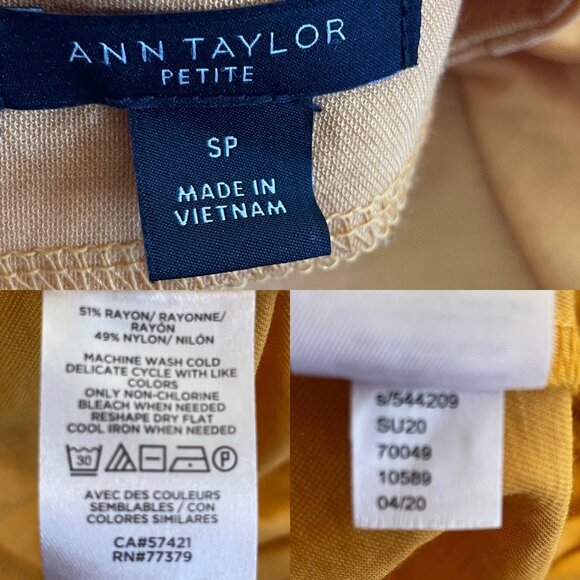 ANN TAYLOR
PETITE
SP
MADE IN
VIETNAM
51% RAYON/ RAYONNE/
RAYÓN
49% NYLON/ NILÓN
MACHINE WASH COLD
DELICATE CYCLE WITH LIKE
COLORS
ONLY NON-CHLORINE
BLEACH WHEN NEEDED
RESHAPE DRY FLAT
COOL IRON WHEN NEEDED
30 P
AVEC DES COULEURS
SEMBLABLES / CON
COLORES SIMILARES
CA#57421
RN#77379
s/544209
SU20
70049
10589
04/20